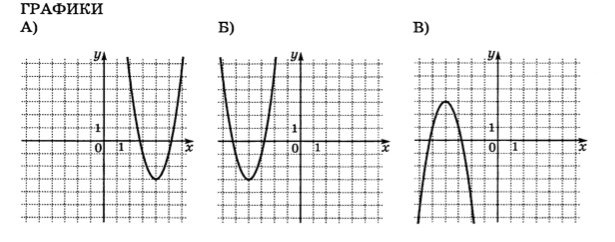 ГРАФИКИ
А) Б) В)
y y y
1 1 1
0 1 x 0 1 x 0 1 x